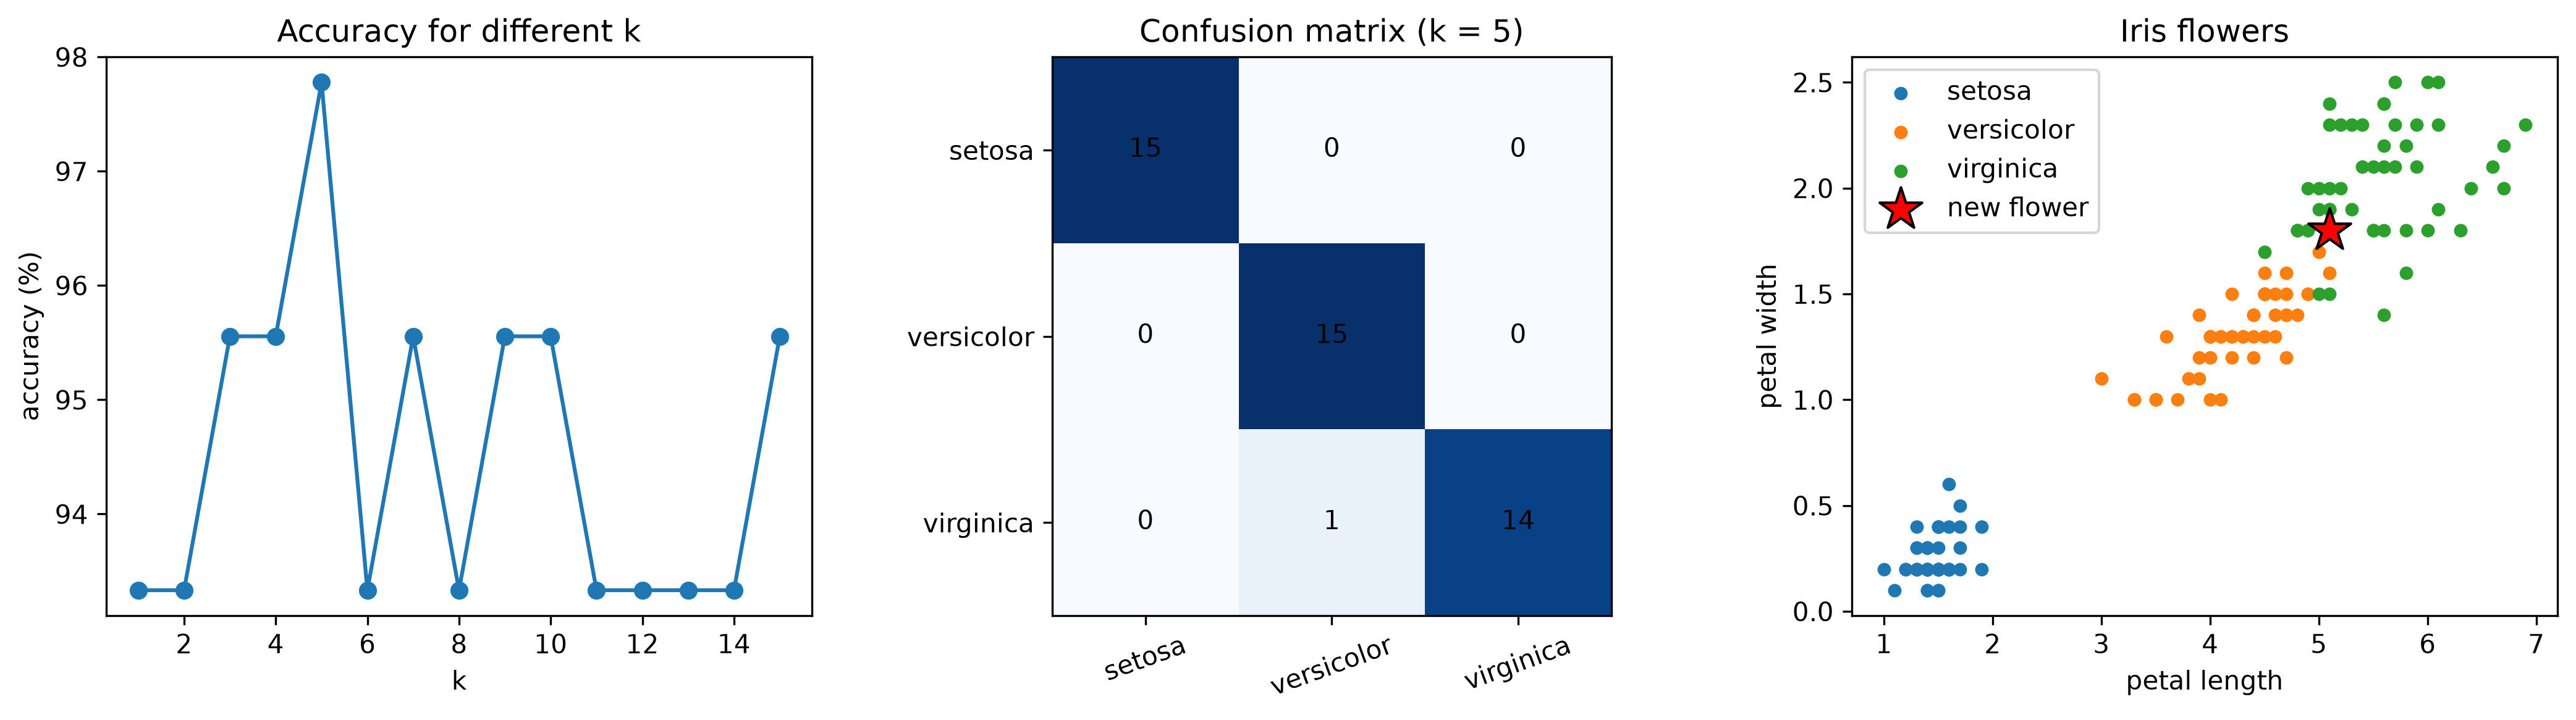 Accuracy for different k
98
97
96
95
94
accuracy (%)
2 4 6 8 10 12 14
k
Confusion matrix (k = 5)
setosa 15 0 0
versicolor 0 15 0
virginica 0 1 14
setosa versicolor virginica
Iris flowers
setosa
versicolor
virginica
new flower
2.5
2.0
1.5
1.0
0.5
0.0
petal width
1 2 3 4 5 6 7
petal length